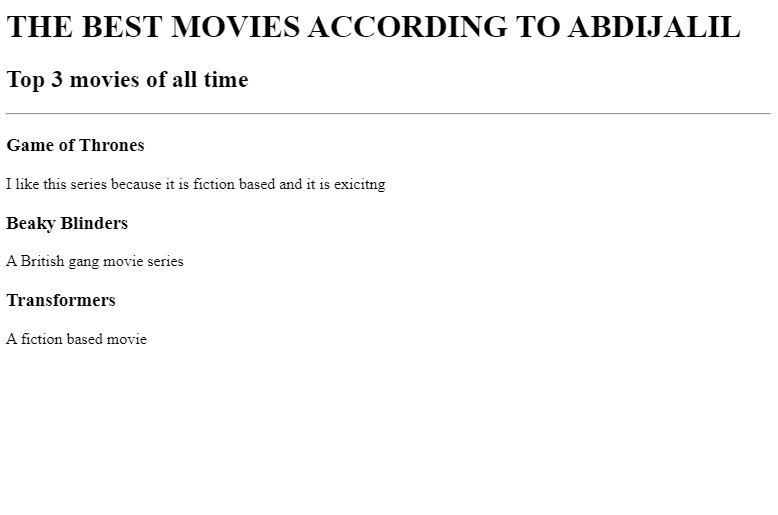 THE BEST MOVIES ACCORDING TO ABDIJALIL
Top 3 movies of all time
Game of Thrones
I like this series because it is fiction based and it is exicitng
Beaky Blinders
A British gang movie series
Transformers
A fiction based movie